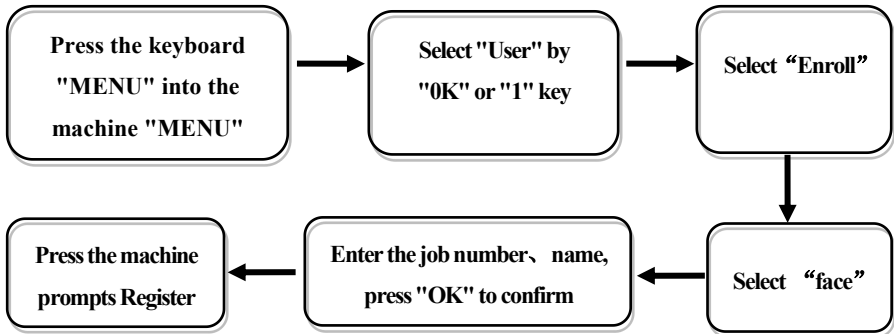 Press the keyboard
"MENU" into the
machine "MENU"
Select "User" by
"0K" or "1" key
Select “Enroll”
Select “face”
Enter the job number、name,
press "OK" to confirm
Press the machine
prompts Register